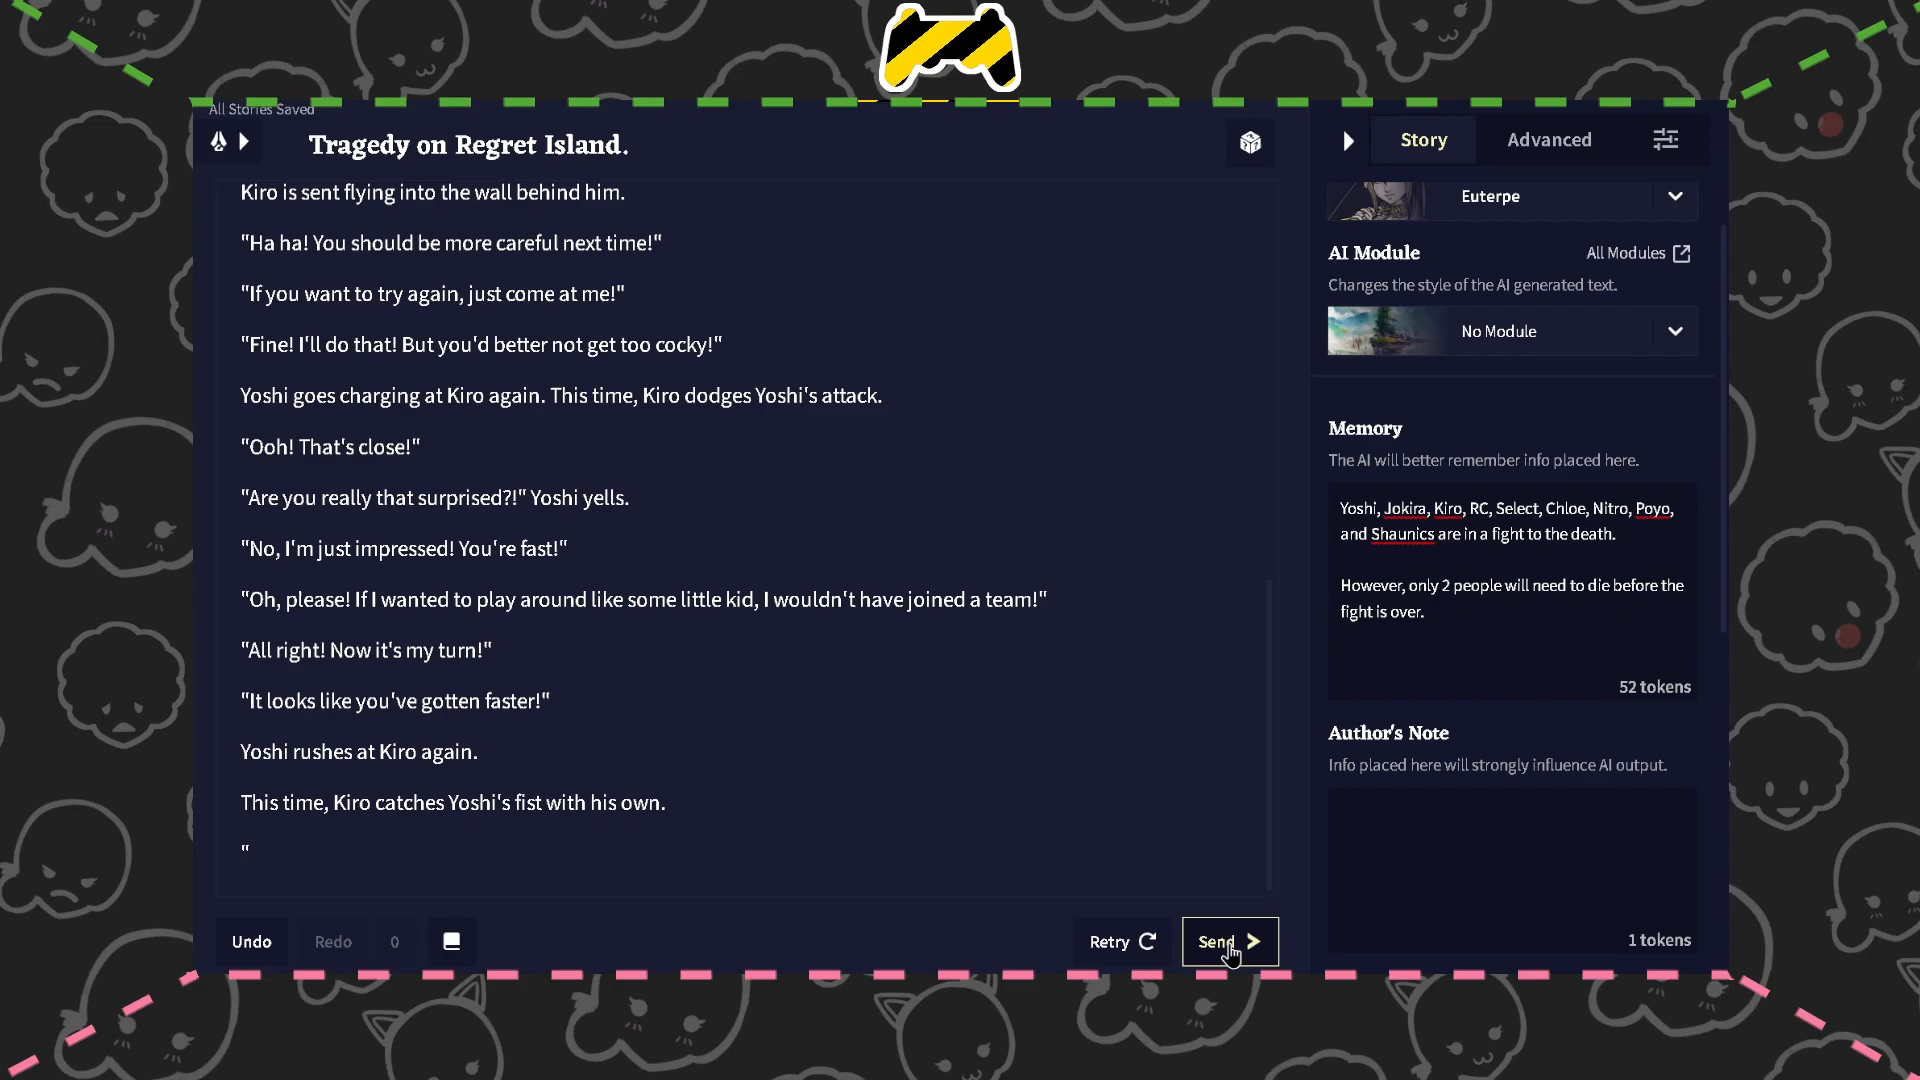 All Stories Saved
Tragedy on Regret Island.
Kiro is sent flying into the wall behind him.
"Ha ha! You should be more careful next time!"
"If you want to try again, just come at me!"
"Fine! I'll do that! But you'd better not get too cocky!"
Yoshi goes charging at Kiro again. This time, Kiro dodges Yoshi's attack.
"Ooh! That's close!"
"Are you really that surprised?!" Yoshi yells.
"No, I'm just impressed! You're fast!"
"Oh, please! If I wanted to play around like some little kid, I wouldn't have joined a team!"
"All right! Now it's my turn!"
"It looks like you've gotten faster!"
Yoshi rushes at Kiro again.
This time, Kiro catches Yoshi's fist with his own.
"
Undo Redo 0 Retry Send
Story Advanced
Euterpe
AI Module All Modules
Changes the style of the AI generated text.
No Module
Memory
The AI will better remember info placed here.
Yoshi, Jokira, Kiro, RC, Select, Chloe, Nitro, Poyo,
and Shaunics are in a fight to the death.
However, only 2 people will need to die before the
fight is over.
52 tokens
Author's Note
Info placed here will strongly influence AI output.
1 tokens